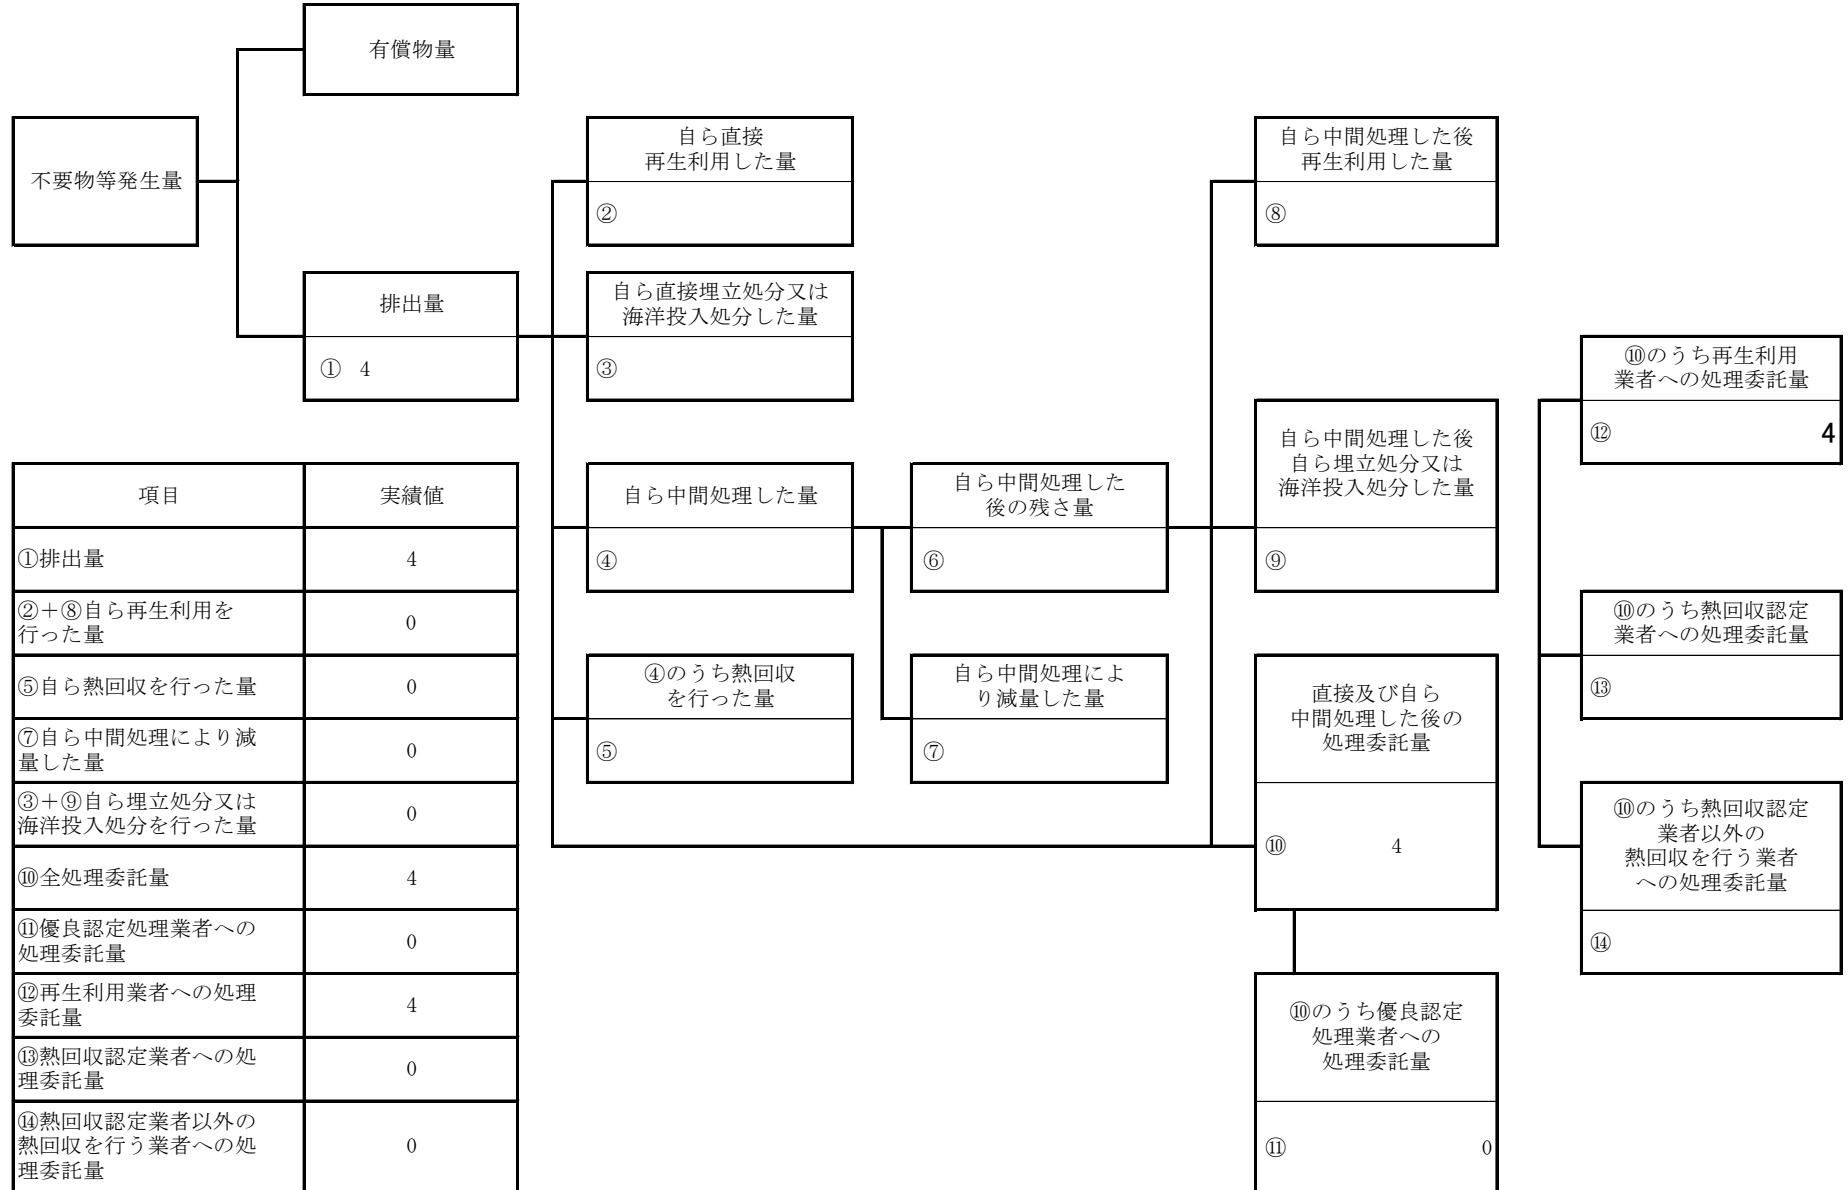 有償物量
不要物等発生量
排出量
① 4
自ら直接
再生利用した量
②
自ら直接埋立処分又は
海洋投入処分した量
③
自ら中間処理した量
④
④のうち熱回収
を行った量
⑤
自ら中間処理した
後の残さ量
⑥
自ら中間処理によ
り減量した量
⑦
自ら中間処理した後
再生利用した量
⑧
自ら中間処理した後
自ら埋立処分又は
海洋投入処分した量
⑨
直接及び自ら
中間処理した後の
処理委託量
⑩ 4
⑩のうち優良認定
処理業者への
処理委託量
⑪ 0
⑩のうち再生利用
業者への処理委託量
⑫ 4
⑩のうち熱回収認定
業者への処理委託量
⑬
⑩のうち熱回収認定
業者以外の
熱回収を行う業者
への処理委託量
⑭
項目 実績値
①排出量 4
②+⑧自ら再生利用を
行った量 0
⑤自ら熱回収を行った量 0
⑦自ら中間処理により減
量した量 0
③+⑨自ら埋立処分又は
海洋投入処分を行った量 0
⑩全処理委託量 4
⑪優良認定処理業者への
処理委託量 0
⑫再生利用業者への処理
委託量 4
⑬熱回収認定業者への処
理委託量 0
⑭熱回収認定業者以外の
熱回収を行う業者への処 0
理委託量